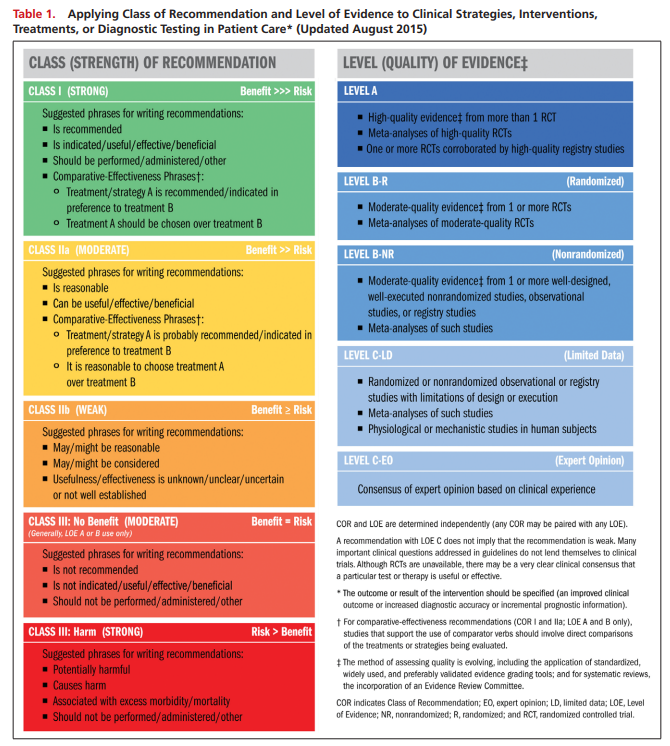 Table 1. Applying Class of Recommendation and Level of Evidence to Clinical Strategies, Interventions,
Treatments, or Diagnostic Testing in Patient Care* (Updated August 2015)
CLASS (STRENGTH) OF RECOMMENDATION
CLASS I (STRONG) Benefit >>> Risk
Suggested phrases for writing recommendations:
■ Is recommended
■ Is indicated/useful/effective/beneficial
■ Should be performed/administered/other
■ Comparative-Effectiveness Phrases†:
○ Treatment/strategy A is recommended/indicated in
preference to treatment B
○ Treatment A should be chosen over treatment B
CLASS IIa (MODERATE) Benefit >> Risk
Suggested phrases for writing recommendations:
■ Is reasonable
■ Can be useful/effective/beneficial
■ Comparative-Effectiveness Phrases†:
○ Treatment/strategy A is probably recommended/indicated in
preference to treatment B
○ It is reasonable to choose treatment A
over treatment B
CLASS IIb (WEAK) Benefit ≥ Risk
Suggested phrases for writing recommendations:
■ May/might be reasonable
■ May/might be considered
■ Usefulness/effectiveness is unknown/unclear/uncertain
or not well established
CLASS III: No Benefit (MODERATE) Benefit = Risk
(Generally, LOE A or B use only)
Suggested phrases for writing recommendations:
■ Is not recommended
■ Is not indicated/useful/effective/beneficial
■ Should not be performed/administered/other
CLASS III: Harm (STRONG) Risk > Benefit
Suggested phrases for writing recommendations:
■ Potentially harmful
■ Causes harm
■ Associated with excess morbidity/mortality
■ Should not be performed/administered/other
LEVEL (QUALITY) OF EVIDENCE‡
LEVEL A
■ High-quality evidence‡ from more than 1 RCT
■ Meta-analyses of high-quality RCTs
■ One or more RCTs corroborated by high-quality registry studies
LEVEL B-R (Randomized)
■ Moderate-quality evidence‡ from 1 or more RCTs
■ Meta-analyses of moderate-quality RCTs
LEVEL B-NR (Nonrandomized)
■ Moderate-quality evidence‡ from 1 or more well-designed,
well-executed nonrandomized studies, observational
studies, or registry studies
■ Meta-analyses of such studies
LEVEL C-LD (Limited Data)
■ Randomized or nonrandomized observational or registry
studies with limitations of design or execution
■ Meta-analyses of such studies
■ Physiological or mechanistic studies in human subjects
LEVEL C-EO (Expert Opinion)
Consensus of expert opinion based on clinical experience
COR and LOE are determined independently (any COR may be paired with any LOE).
A recommendation with LOE C does not imply that the recommendation is weak. Many
important clinical questions addressed in guidelines do not lend themselves to clinical
trials. Although RCTs are unavailable, there may be a very clear clinical consensus that
a particular test or therapy is useful or effective.
* The outcome or result of the intervention should be specified (an improved clinical
outcome or increased diagnostic accuracy or incremental prognostic information).
† For comparative-effectiveness recommendations (COR I and IIa; LOE A and B only),
studies that support the use of comparator verbs should involve direct comparisons
of the treatments or strategies being evaluated.
‡ The method of assessing quality is evolving, including the application of standardized,
widely used, and preferably validated evidence grading tools; and for systematic reviews,
the incorporation of an Evidence Review Committee.
COR indicates Class of Recommendation; EO, expert opinion; LD, limited data; LOE, Level
of Evidence; NR, nonrandomized; R, randomized; and RCT, randomized controlled trial.